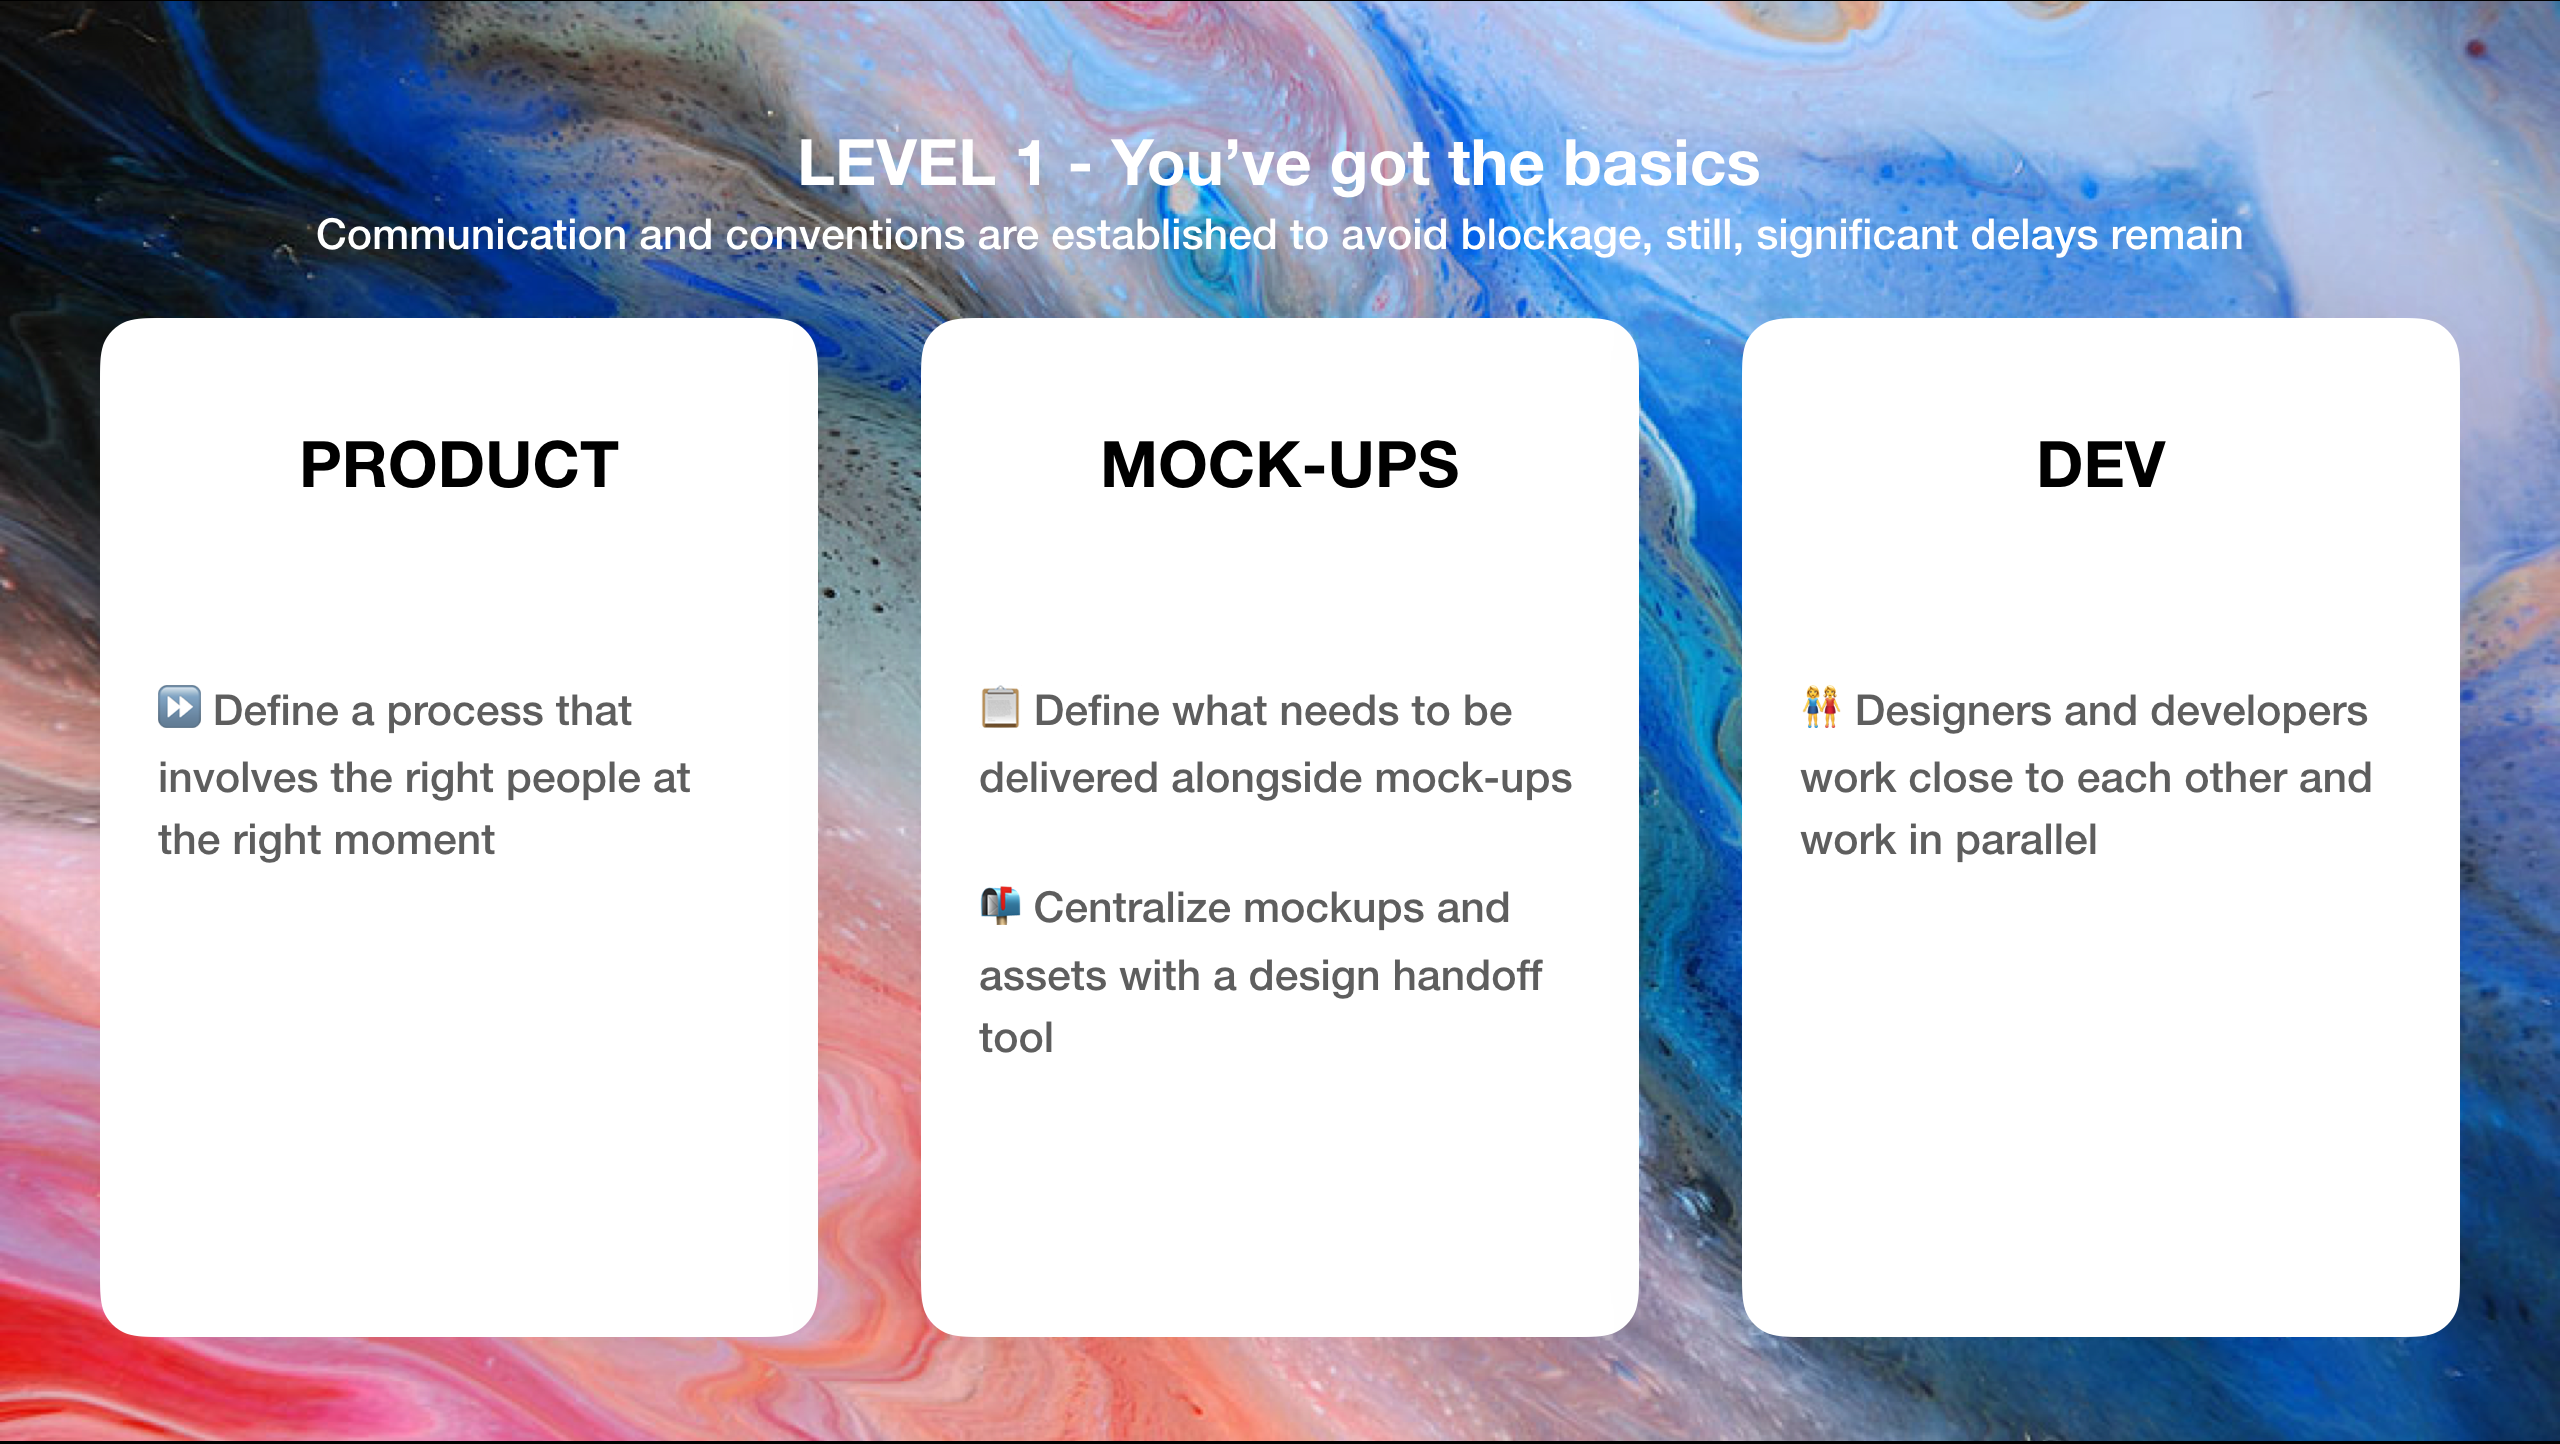 LEVEL 1 - You’ve got the basics
Communication and conventions are established to avoid blockage, still, significant delays remain
PRODUCT
⏩ Define a process that
involves the right people at
the right moment
MOCK-UPS
📋 Define what needs to be
delivered alongside mock-ups
📬 Centralize mockups and
assets with a design handoff
tool
DEV
👭 Designers and developers
work close to each other and
work in parallel